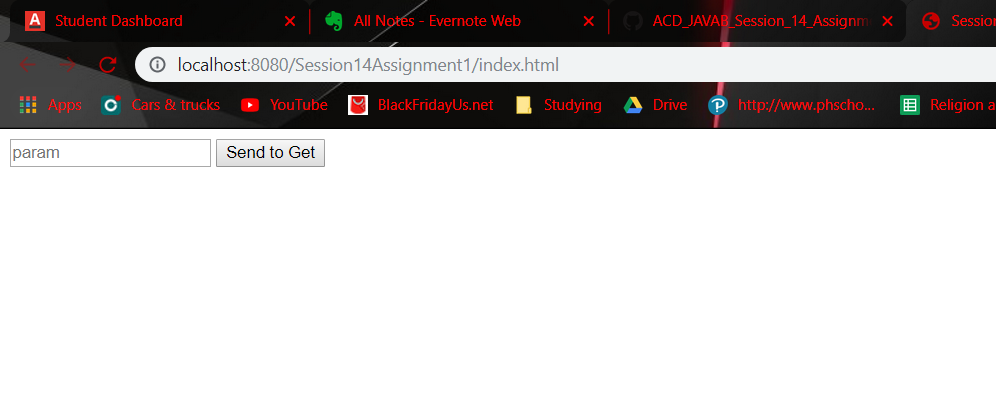 Student Dashboard All Notes - Evernote Web ACD_JAVAB_Session_14_Assignm Session
localhost:8080/Session14Assignment1/index.html
Apps Cars & trucks YouTube BlackFridayUs.net Studying Drive http://www.phscho... Religion a
param Send to Get